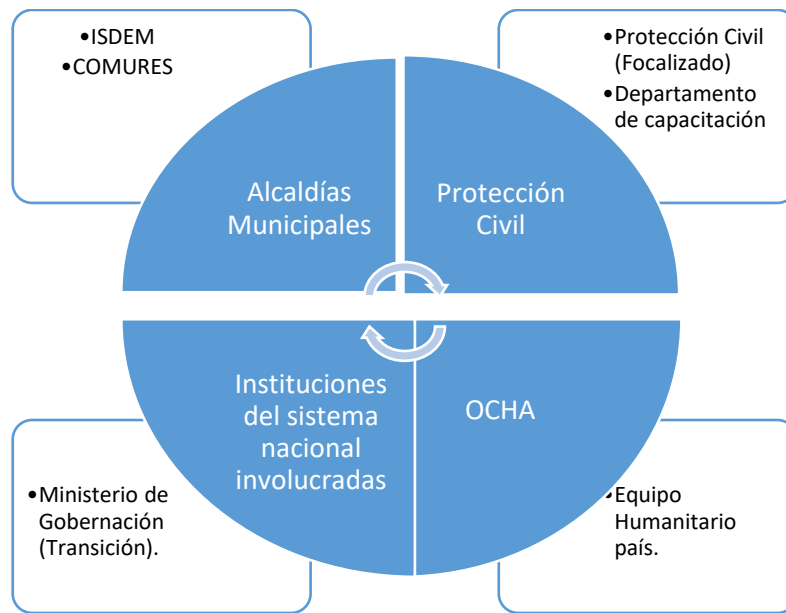 •ISDEM
•COMURES
•Protección Civil
(Focalizado)
•Departamento
de capacitación
Alcaldías
Municipales
Protección
Civil
Instituciones
del sistema
nacional
involucradas
OCHA
•Ministerio de
Gobernación
(Transición).
•Equipo
Humanitario
país.